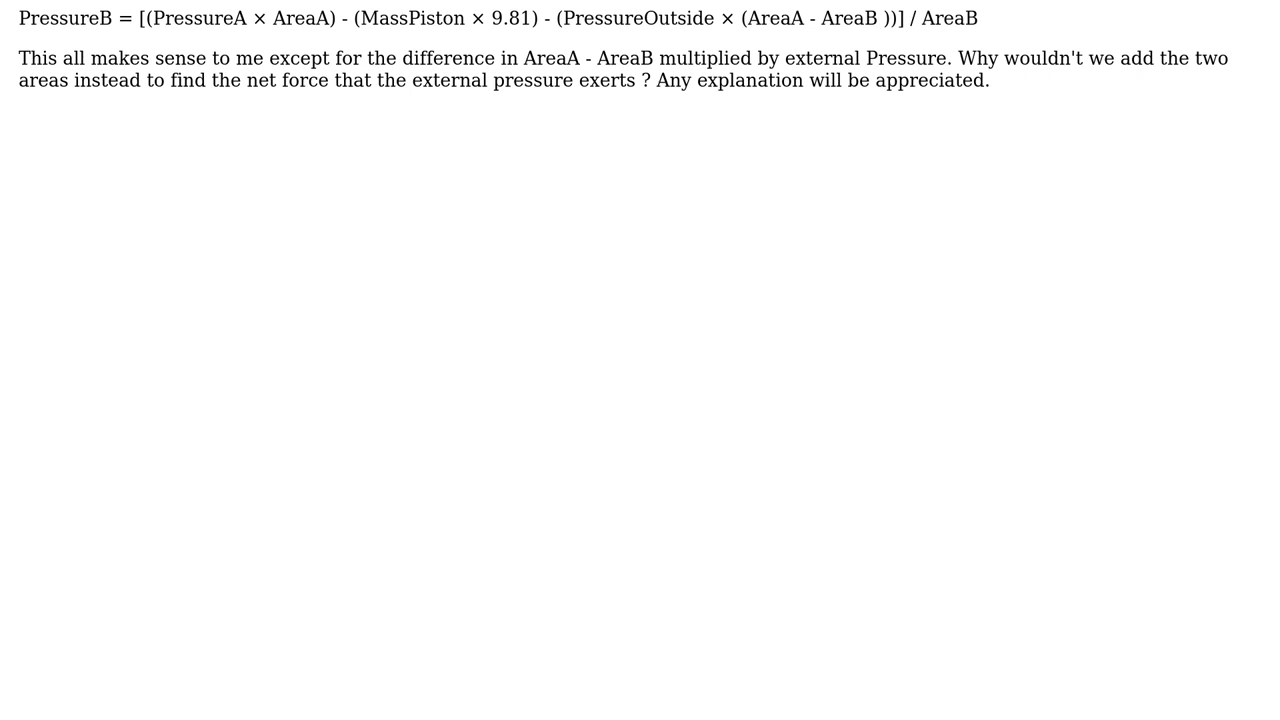 PressureB = [(PressureA × AreaA) - (MassPiston × 9.81) - (PressureOutside × (AreaA - AreaB ))] / AreaB
This all makes sense to me except for the difference in AreaA - AreaB multiplied by external Pressure. Why wouldn't we add the two
areas instead to find the net force that the external pressure exerts ? Any explanation will be appreciated.